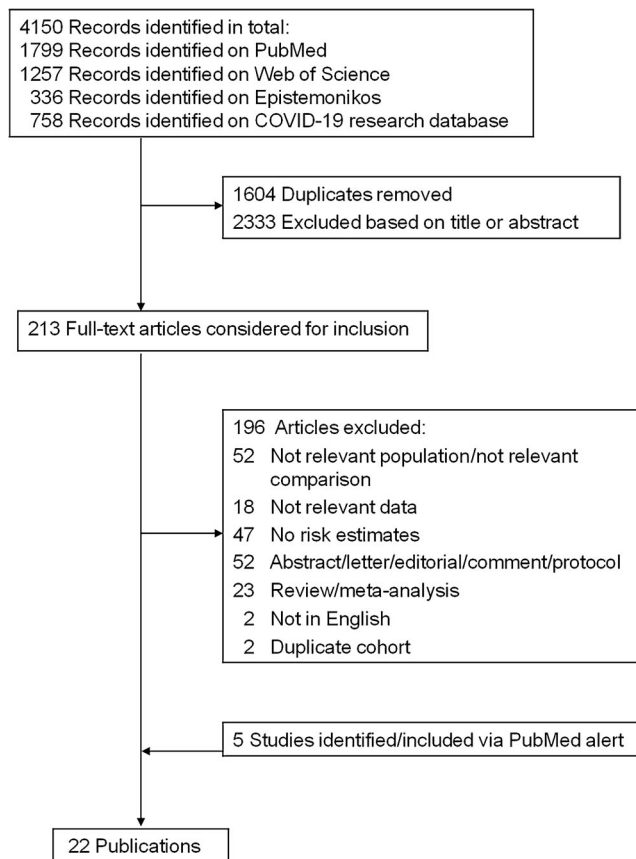 4150 Records identified in total:
1799 Records identified on PubMed
1257 Records identified on Web of Science
336 Records identified on Epistemonikos
758 Records identified on COVID-19 research database
1604 Duplicates removed
2333 Excluded based on title or abstract
213 Full-text articles considered for inclusion
196 Articles excluded:
52 Not relevant population/not relevant
comparison
18 Not relevant data
47 No risk estimates
52 Abstract/letter/editorial/comment/protocol
23 Review/meta-analysis
2 Not in English
2 Duplicate cohort
5 Studies identified/included via PubMed alert
22 Publications